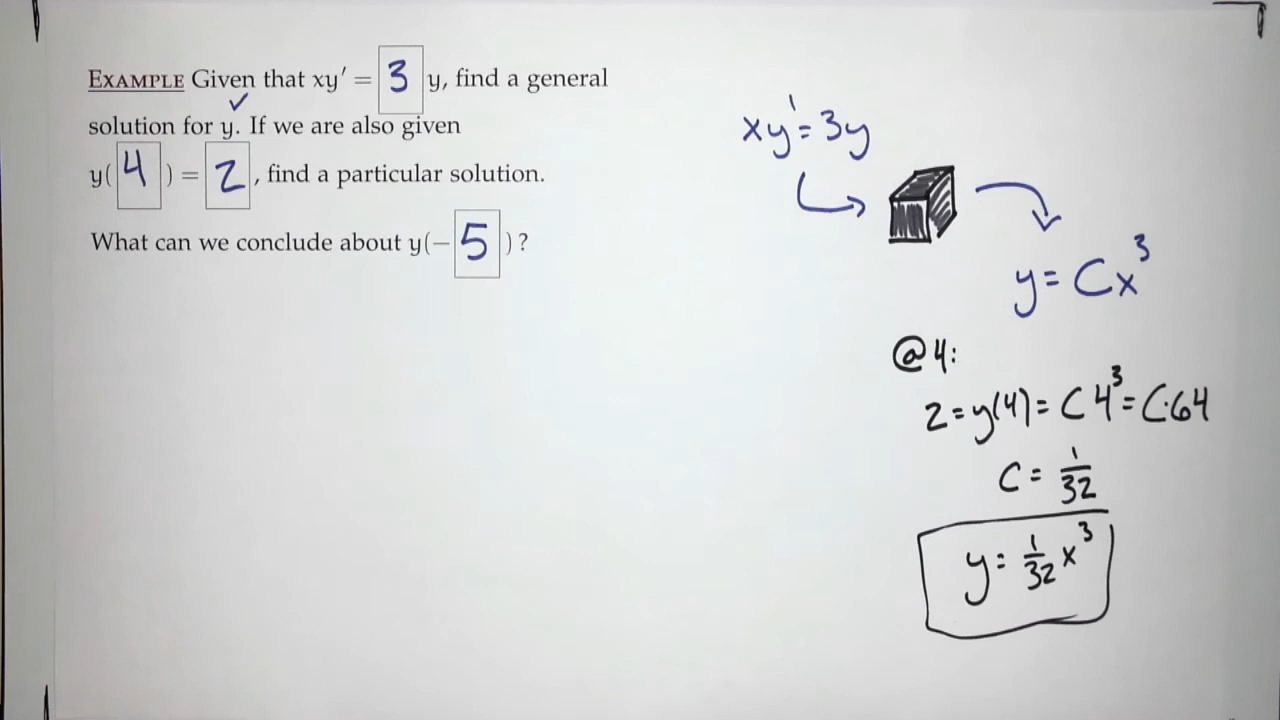 EXAMPLE Given that xy′ = 3 y, find a general
solution for y. If we are also given
y( 4 ) = 2 , find a particular solution.
What can we conclude about y(− 5 ) ?
xy' = 3y
y = Cx³
@4:
2 = y(4) = C 4³ = C·64
C = 1/32
y = 1/32 x³